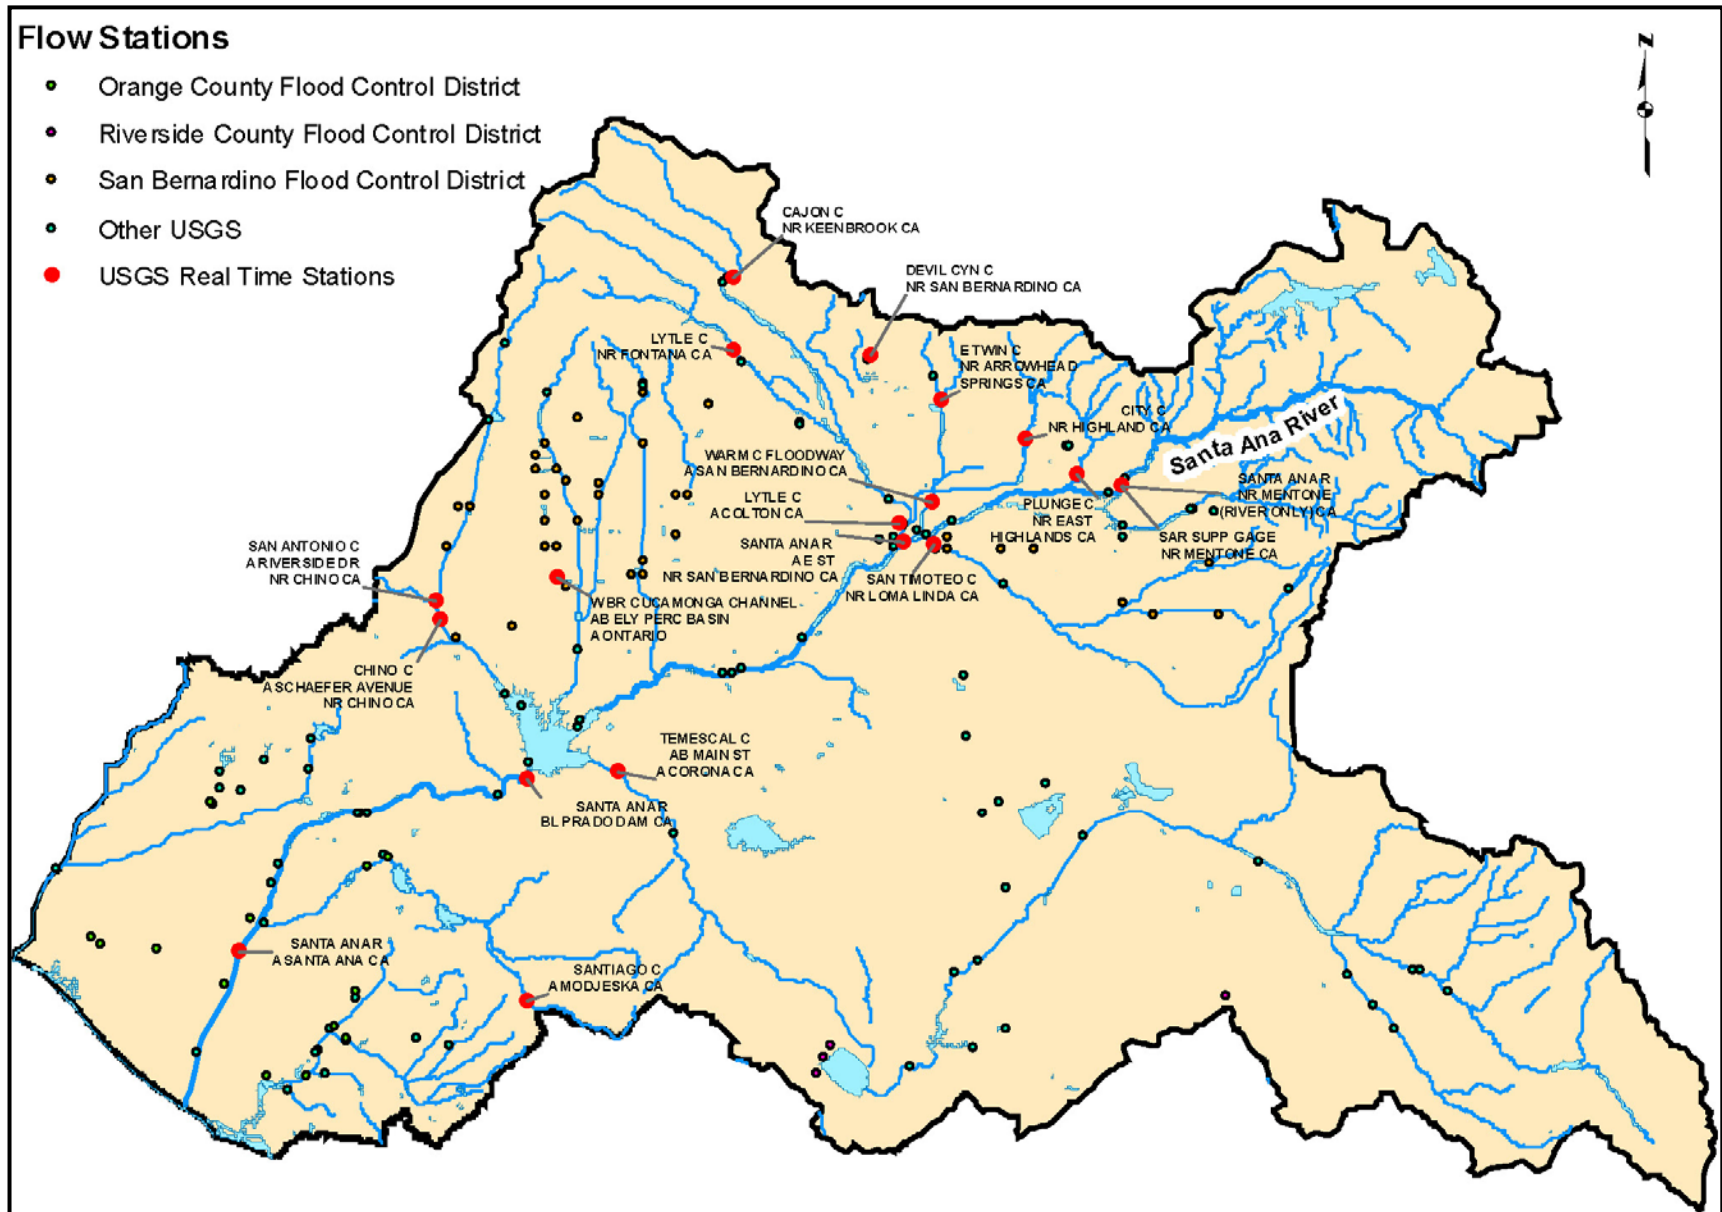 Flow Stations
Orange County Flood Control District
Riverside County Flood Control District
San Bernardino Flood Control District
Other USGS
USGS Real Time Stations
N
CAJON C
NR KEENBROOK CA
DEVIL CYN C
NR SAN BERNARDINO CA
LYTLE C
NR FONTANA CA
E TWIN C
NR ARROWHEAD
SPRINGS CA
CITY C
NR HIGHLAND CA
Santa Ana River
WARM C FLOODWAY
A SAN BERNARDINO CA
LYTLE C
A COLTON CA
SANTA ANA R
A E ST
NR SAN BERNARDINO CA
SAN TIMOTEO C
NR LOMA LINDA CA
PLUNGE C
NR EAST
HIGHLANDS CA
SANTA ANA R
NR MENTONE
(RIVER ONLY) CA
SAR SUPP GAGE
NR MENTONE CA
SAN ANTONIO C
A RIVERSIDE DR
NR CHINO CA
WBR CUCAMONGA CHANNEL
AB ELY PERC BASIN
A ONTARIO
CHINO C
A SCHAEFER AVENUE
NR CHINO CA
TEMESCAL C
AB MAIN ST
A CORONA CA
SANTA ANA R
BL PRADO DAM CA
SANTA ANA R
A SANTA ANA CA
SANTIAGO C
A MODJESKA CA